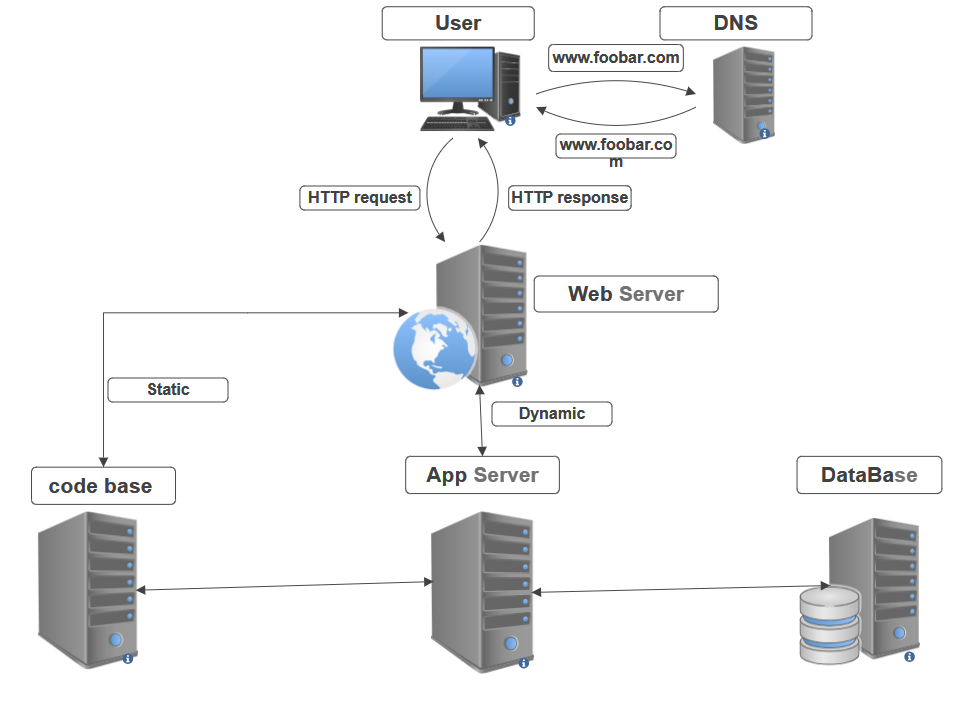 User
DNS
www.foobar.com
www.foobar.co
m
HTTP request
HTTP response
Web Server
Static
Dynamic
code base
App Server
DataBase